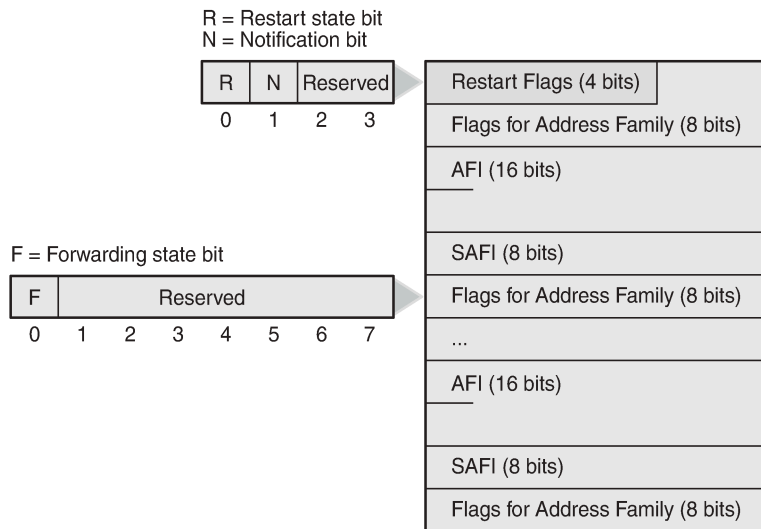 R = Restart state bit
N = Notification bit
R N Reserved
0 1 2 3
Restart Flags (4 bits)
Flags for Address Family (8 bits)
AFI (16 bits)
F = Forwarding state bit
F Reserved
0 1 2 3 4 5 6 7
SAFI (8 bits)
Flags for Address Family (8 bits)
...
AFI (16 bits)
SAFI (8 bits)
Flags for Address Family (8 bits)